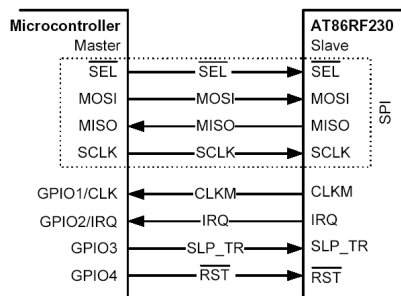 Microcontroller AT86RF230
Master Slave
SEL SEL SEL
MOSI MOSI MOSI
MISO MISO MISO
SCLK SCLK SCLK
SPI
GPIO1/CLK CLKM CLKM
GPIO2/IRQ IRQ IRQ
GPIO3 SLP_TR SLP_TR
GPIO4 RST RST